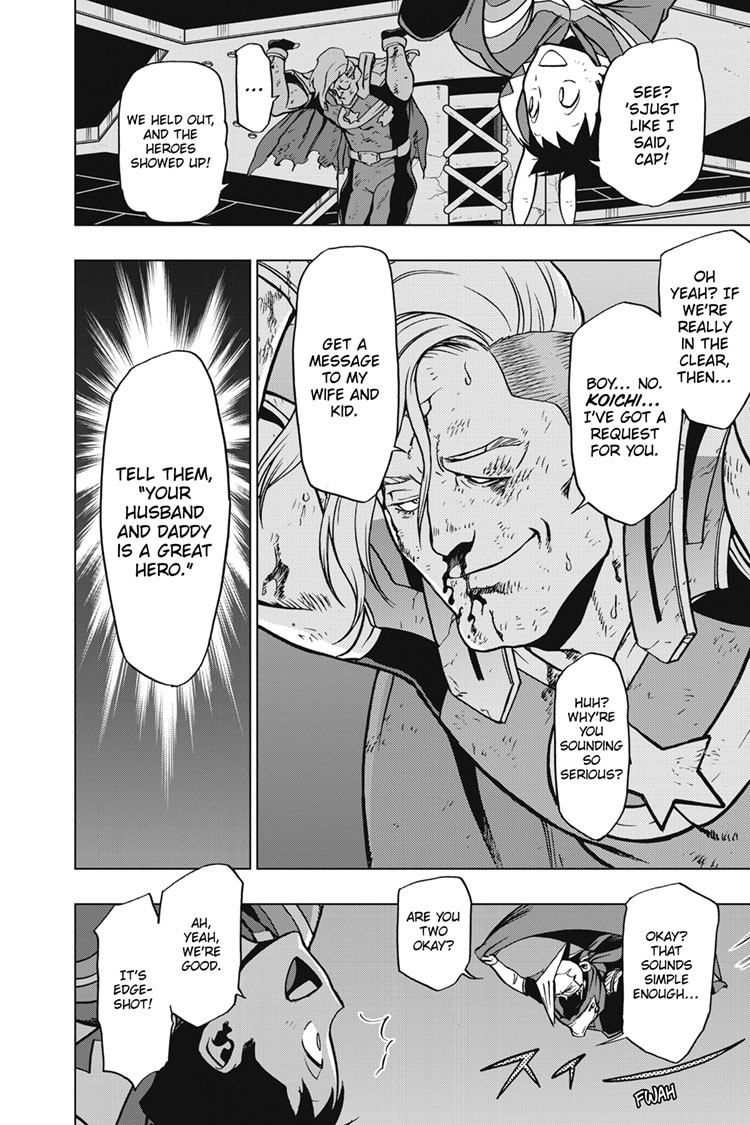 SEE?
'SJUST
LIKE I
SAID,
CAP!
...
WE HELD OUT,
AND THE
HEROES
SHOWED UP!
OH
YEAH? IF
WE'RE
REALLY
IN THE
CLEAR,
THEN...
BOY... NO.
KOICHI...
I'VE GOT A
REQUEST
FOR YOU.
GET A
MESSAGE
TO MY
WIFE AND
KID.
HUH?
WHY'RE
YOU
SOUNDING
SO
SERIOUS?
TELL THEM,
"YOUR
HUSBAND
AND DADDY
IS A GREAT
HERO."
OKAY?
THAT
SOUNDS
SIMPLE
ENOUGH...
FWAH
ARE YOU
TWO
OKAY?
AH,
YEAH,
WE'RE
GOOD.
IT'S
EDGE-
SHOT!